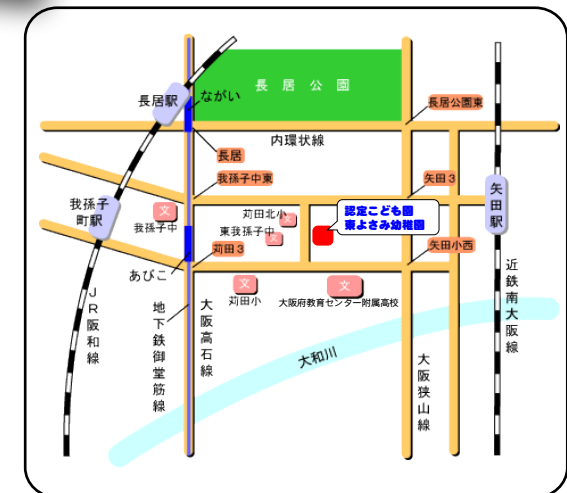 長居公園
長居駅
ながい
長居公園東
内環状線
長居
我孫子中東
矢田３
矢田駅
我孫子町駅
文
我孫子中
苅田北小
文
東我孫子中
文
認定こども園
東よさみ幼稚園
苅田３
矢田小西
あびこ
文
苅田小
文
大阪府教育センター附属高校
近鉄南大阪線
ＪＲ阪和線
地下鉄御堂筋線
大阪高石線
大和川
大阪狭山線